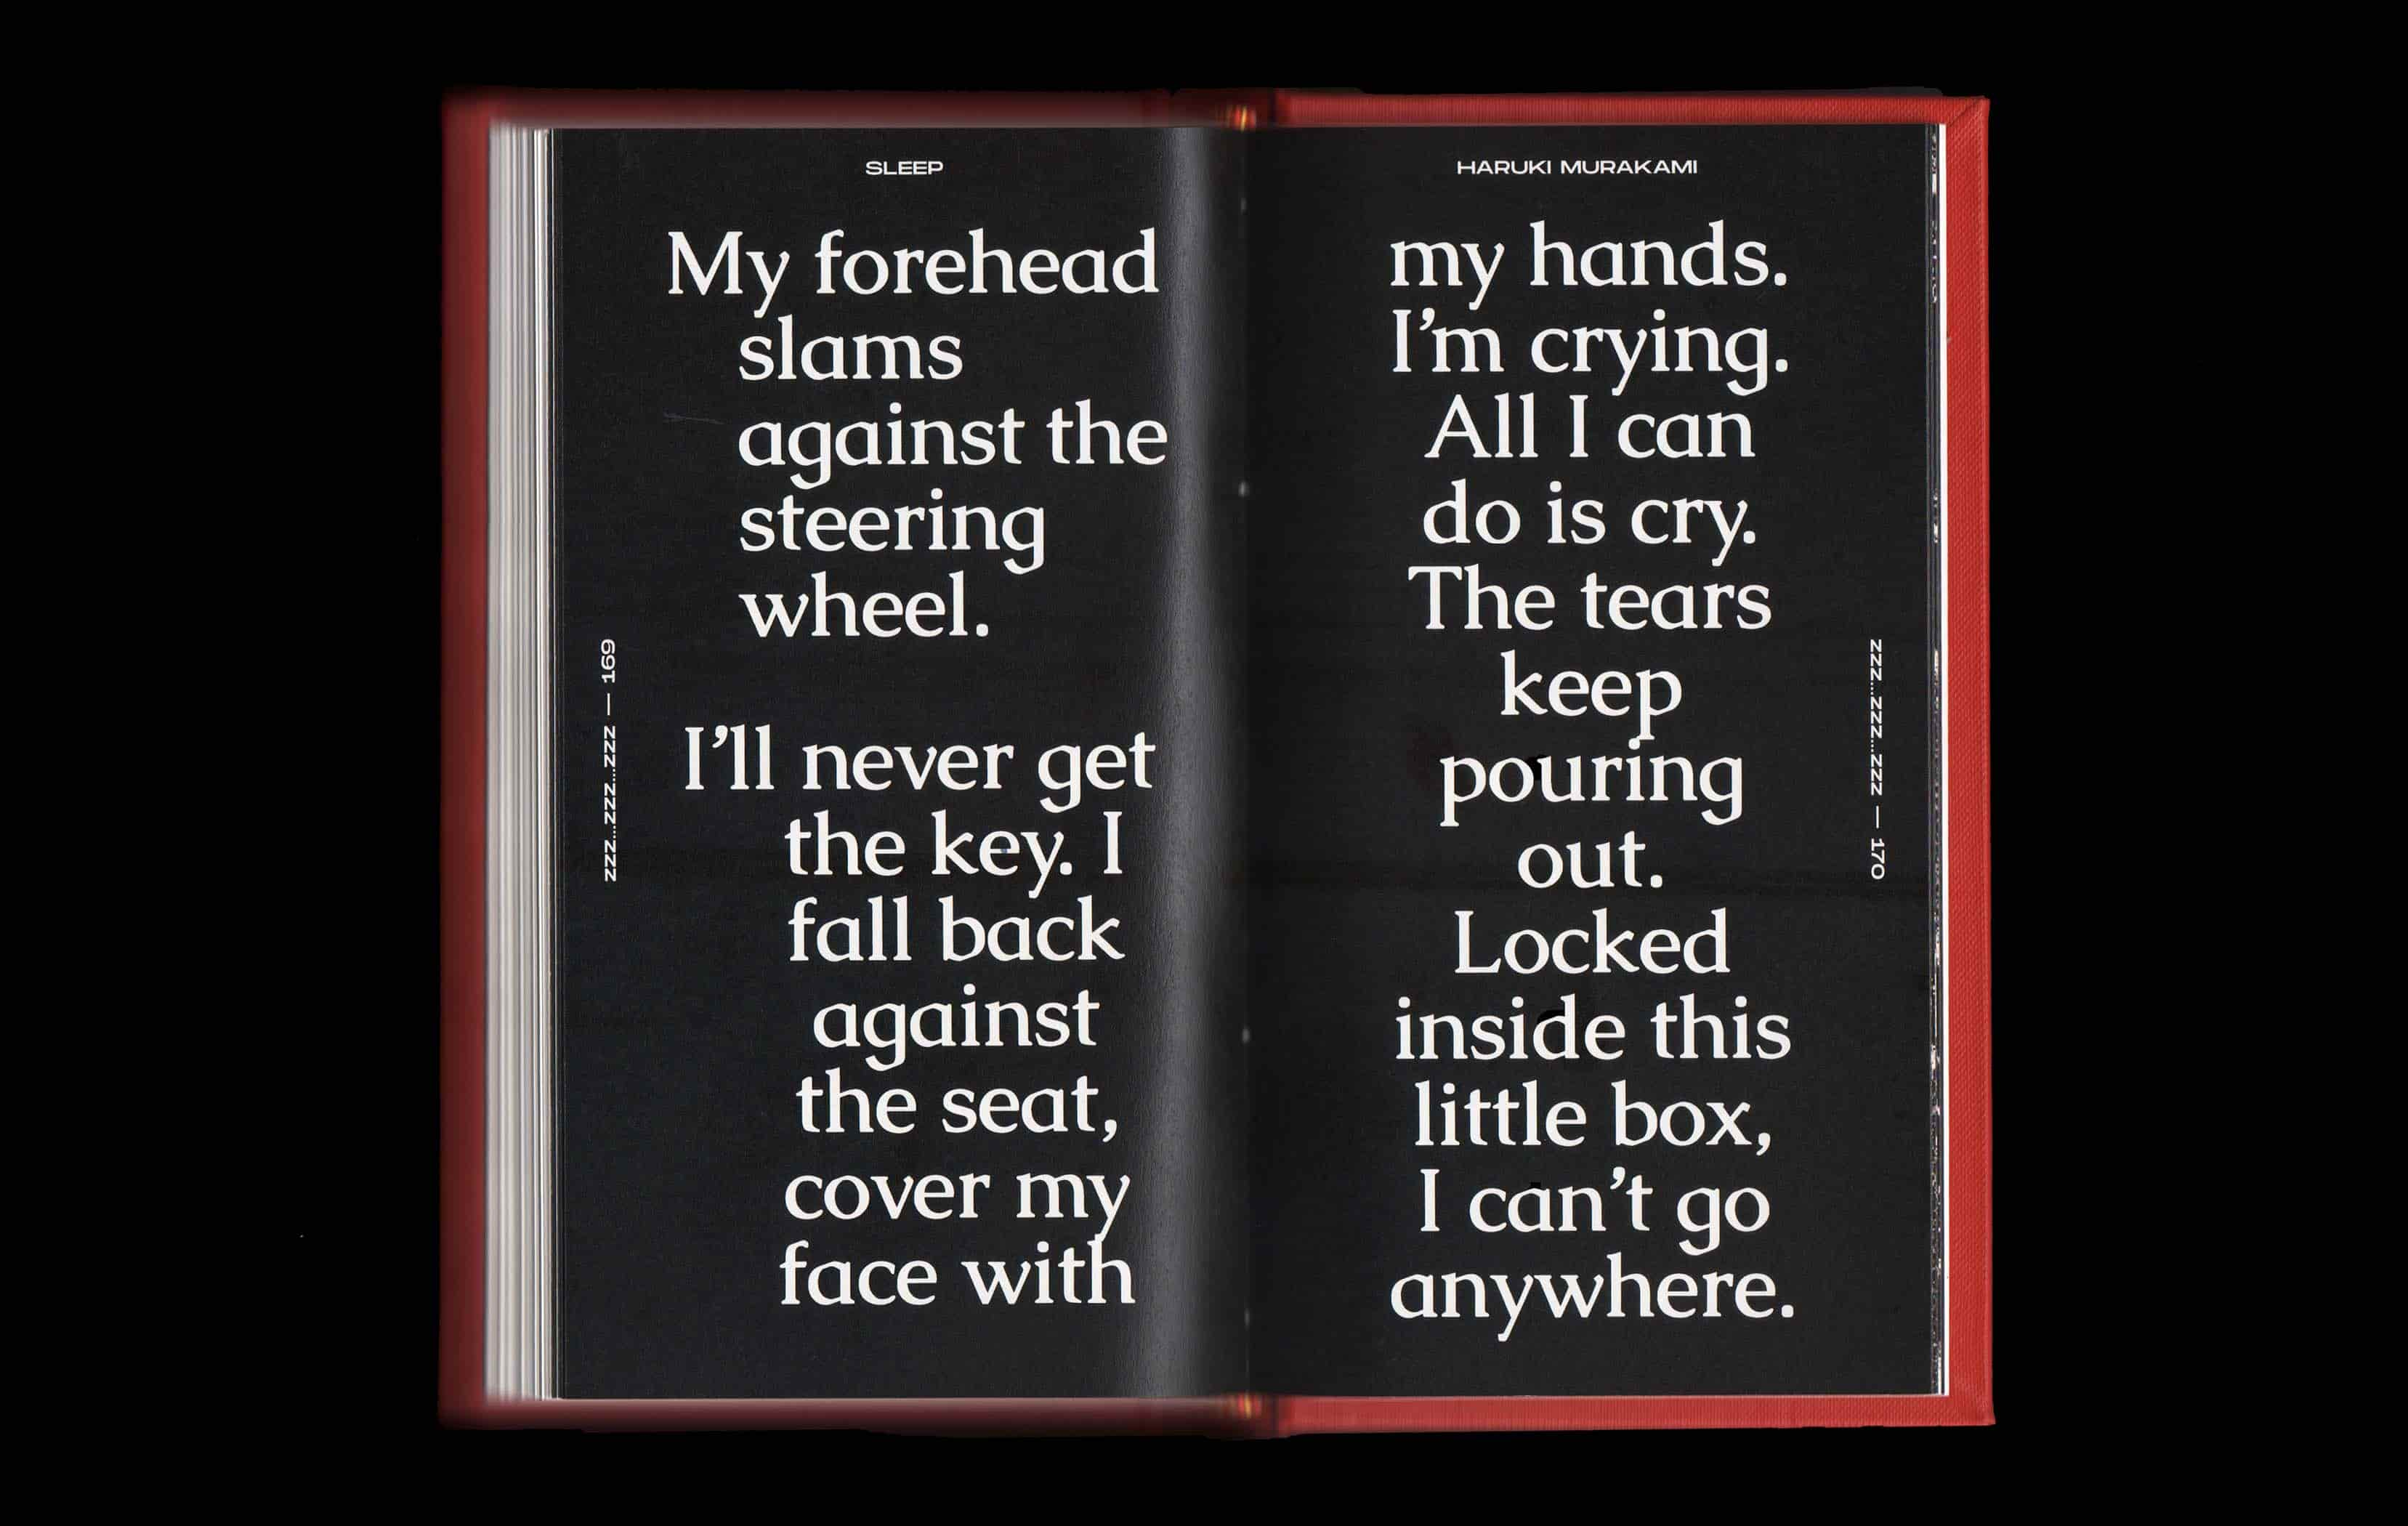 SLEEP
My forehead
slams
against the
steering
wheel.
I’ll never get
the key. I
fall back
against
the seat,
cover my
face with
zzz...zzz...zzz — 169
HARUKI MURAKAMI
my hands.
I’m crying.
All I can
do is cry.
The tears
keep
pouring
out.
Locked
inside this
little box,
I can’t go
anywhere.
zzz...zzz...zzz — 170